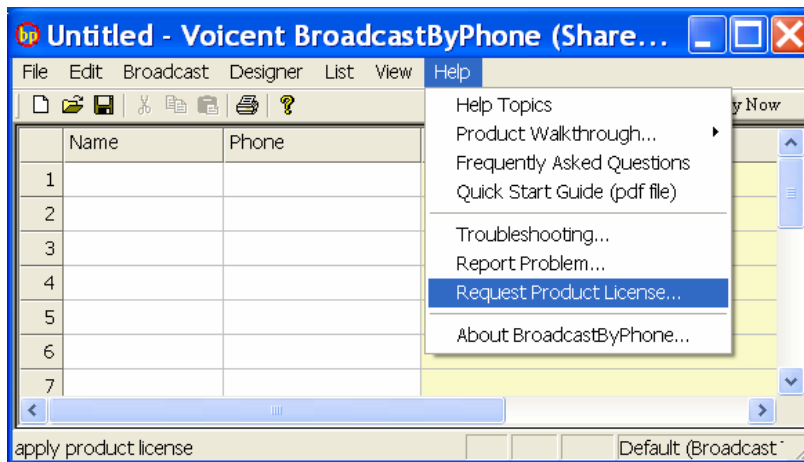 bp Untitled - Voicent BroadcastByPhone (Share...
File Edit Broadcast Designer List View Help
y Now
Help Topics
Product Walkthrough...
Frequently Asked Questions
Quick Start Guide (pdf file)
Troubleshooting...
Report Problem...
Request Product License...
About BroadcastByPhone...
Name Phone
1
2
3
4
5
6
7
apply product license
Default (Broadcast